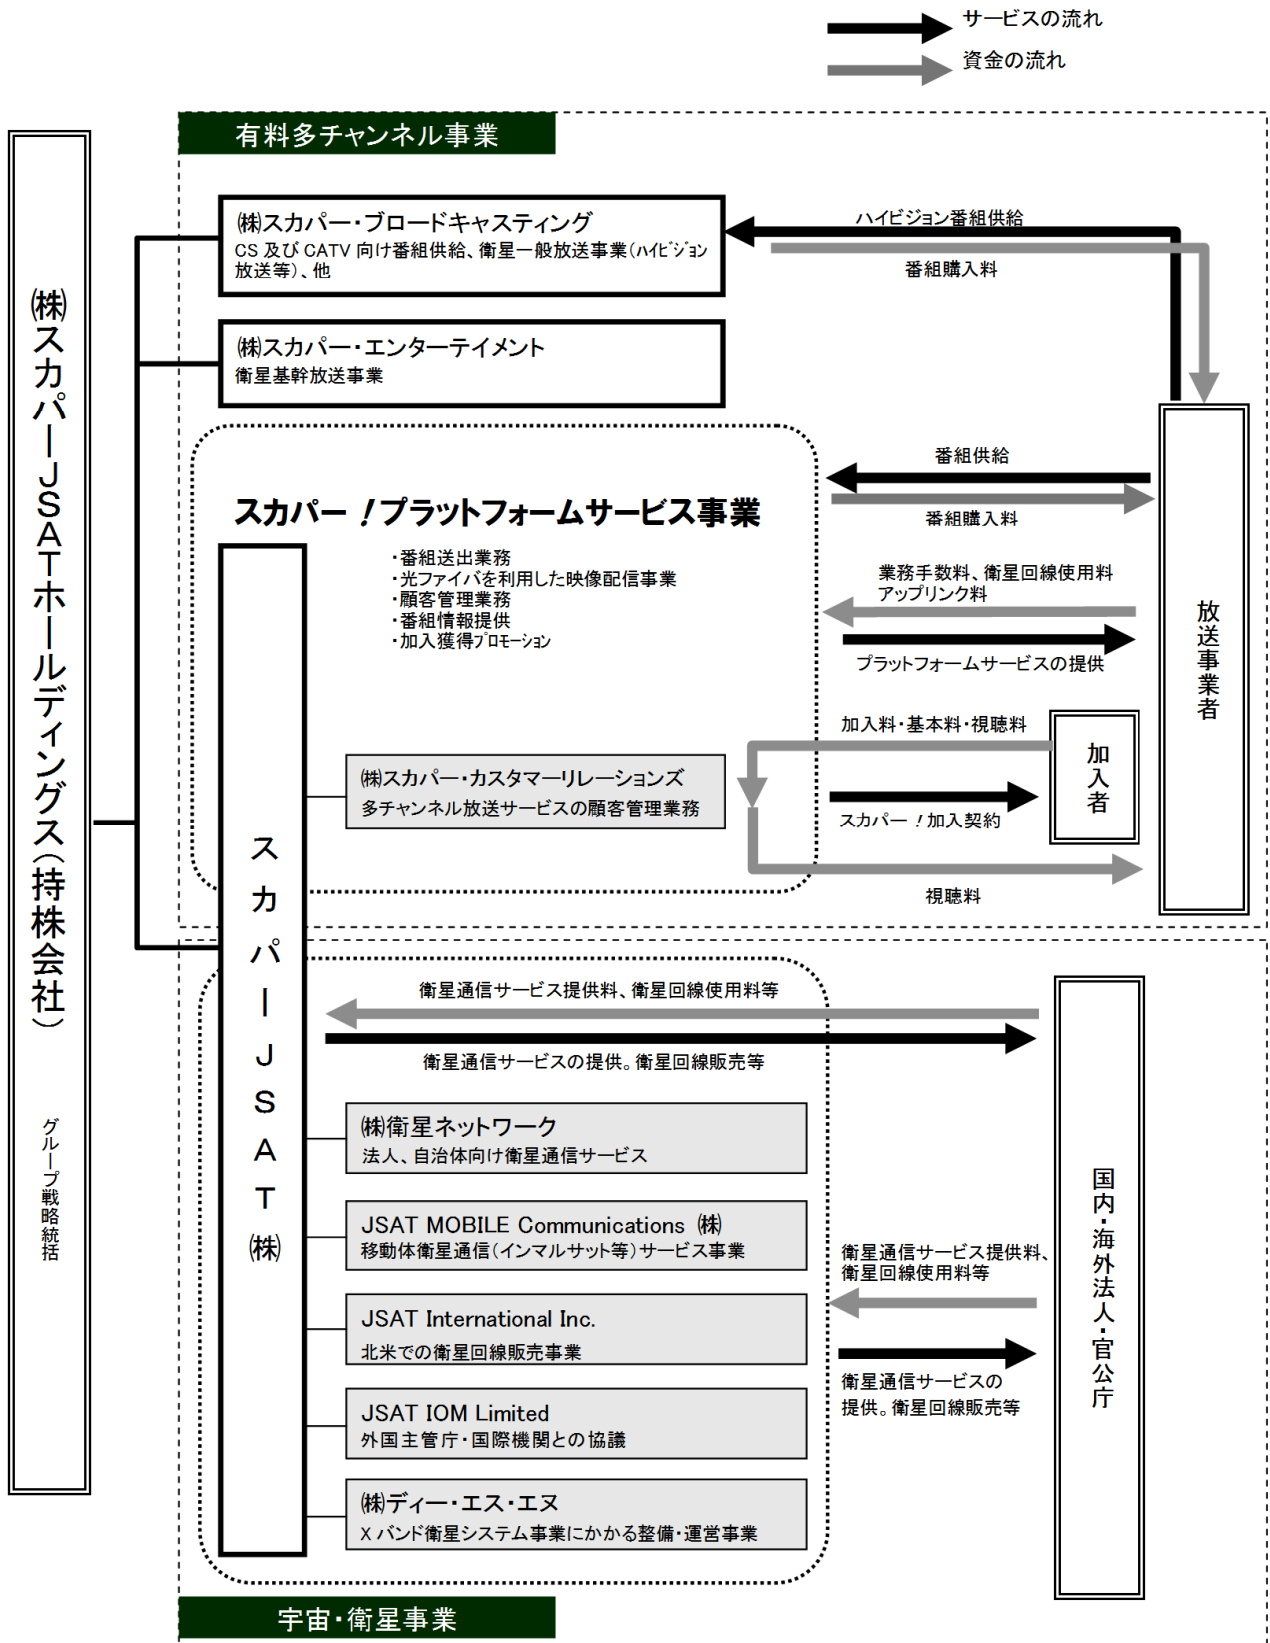 サービスの流れ
資金の流れ
有料多チャンネル事業
㈱スカパーJSATホールディングス(持株会社)
グループ戦略統括
㈱スカパー・ブロードキャスティング
CS 及び CATV 向け番組供給、衛星一般放送事業(ﾊｲﾋﾞｼﾞｮﾝ
放送等)、他
ハイビジョン番組供給
番組購入料
㈱スカパー・エンターテイメント
衛星基幹放送事業
スカパー！プラットフォームサービス事業
・番組送出業務
・光ファイバを利用した映像配信事業
・顧客管理業務
・番組情報提供
・加入獲得ﾌﾟﾛﾓｰｼｮﾝ
番組供給
番組購入料
業務手数料、衛星回線使用料
アップリンク料
プラットフォームサービスの提供
放送事業者
加入料・基本料・視聴料
加入者
㈱スカパー・カスタマーリレーションズ
多チャンネル放送サービスの顧客管理業務
スカパー！加入契約
視聴料
スカパーJSAT㈱
衛星通信サービス提供料、衛星回線使用料等
衛星通信サービスの提供。衛星回線販売等
㈱衛星ネットワーク
法人、自治体向け衛星通信サービス
JSAT MOBILE Communications ㈱
移動体衛星通信(インマルサット等)サービス事業
JSAT International Inc.
北米での衛星回線販売事業
JSAT IOM Limited
外国主管庁・国際機関との協議
㈱ディー・エス・エヌ
X バンド衛星システム事業にかかる整備・運営事業
衛星通信サービス提供料、
衛星回線使用料等
衛星通信サービスの
提供。衛星回線販売等
国内・海外法人・官公庁
宇宙・衛星事業